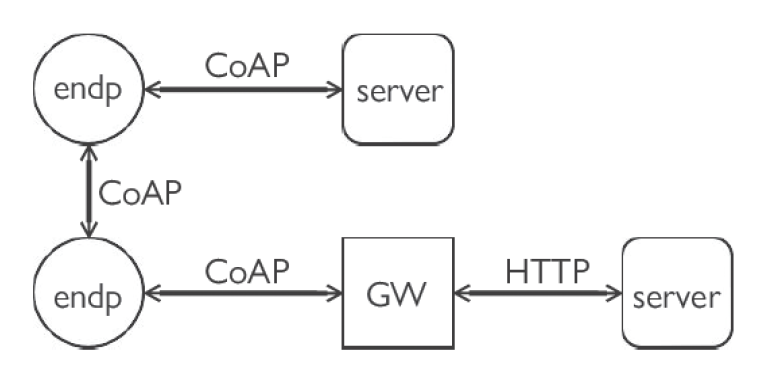 CoAP
endp
server
CoAP
CoAP
HTTP
endp
GW
server